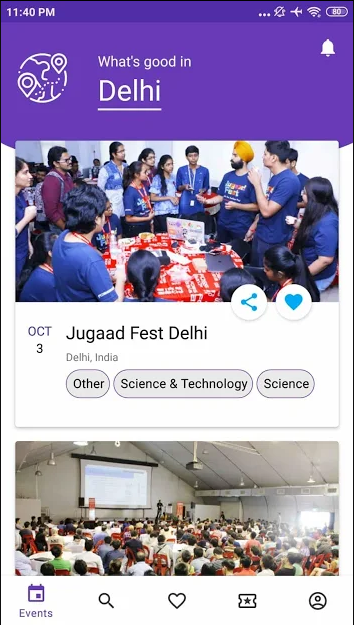 11:40 PM
80
What's good in
Delhi
OCT
3
Jugaad Fest Delhi
Delhi, India
Other
Science & Technology
Science
Events